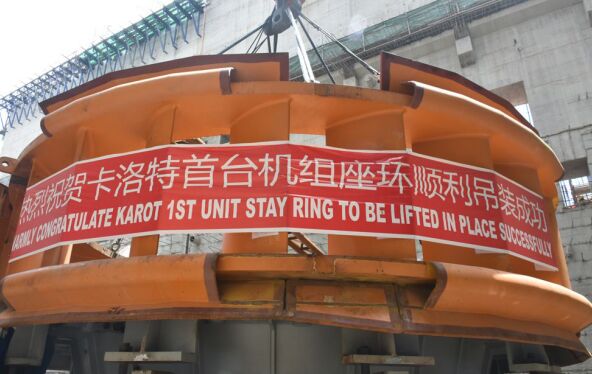 热烈祝贺卡洛特首台机组座环顺利吊装成功
WARMLY CONGRATULATE KAROT 1ST UNIT STAY RING TO BE LIFTED IN PLACE SUCCESSFULLY